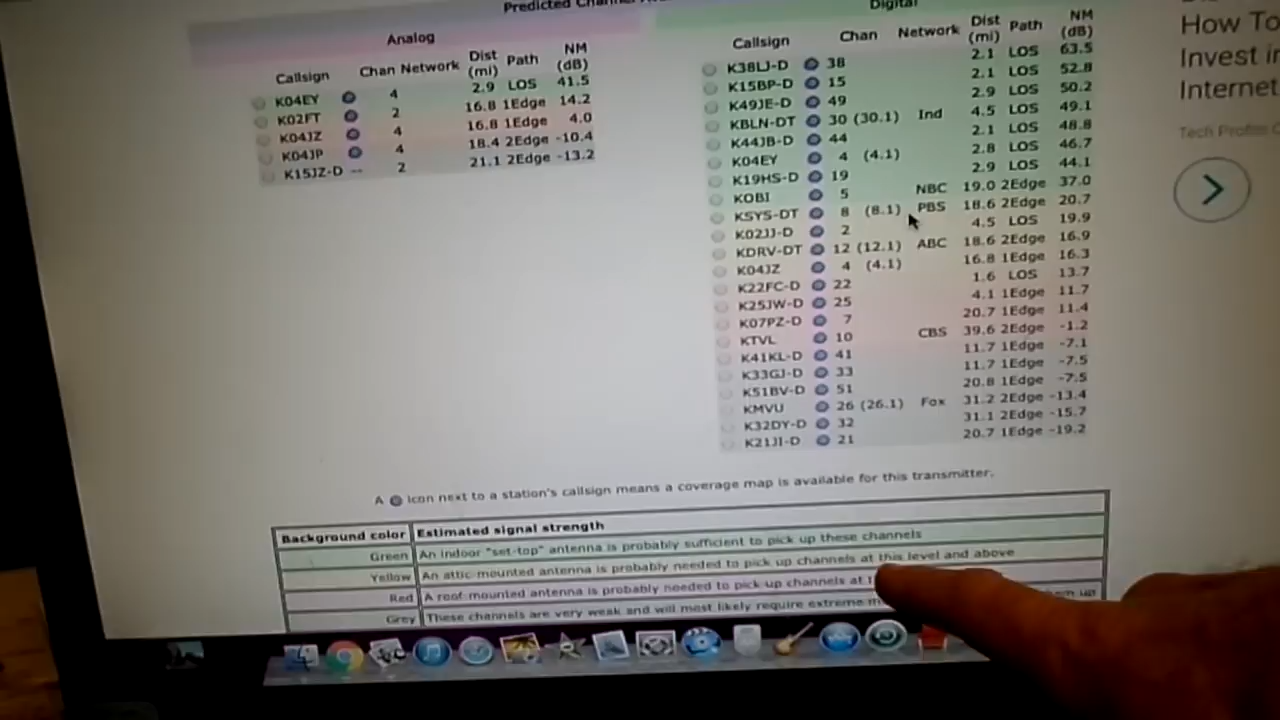 Predicted Channel
Analog
Callsign Chan Network Dist (mi) Path NM (dB)
K04EY 4 2.9 LOS 41.5
K02FT 2 16.8 1Edge 14.2
K04JZ 4 16.8 1Edge 4.0
K04JP 4 18.4 2Edge -10.4
K15JZ-D -- 2 21.1 2Edge -13.2
Digital
Callsign Chan Network Dist (mi) Path NM (dB)
K38LJ-D 38 2.1 LOS 63.5
K15BP-D 15 2.1 LOS 52.8
K49JE-D 49 2.9 LOS 50.2
KBLN-DT 30 (30.1) Ind 4.5 LOS 49.1
K44JB-D 44 2.1 LOS 48.8
K04EY 4 (4.1) 2.8 LOS 46.7
K19HS-D 19 2.9 LOS 44.1
KOBI 5 NBC 19.0 2Edge 37.0
KSYS-DT 8 (8.1) PBS 18.6 2Edge 20.7
K02JJ-D 2 4.5 LOS 19.9
KDRV-DT 12 (12.1) ABC 18.6 2Edge 16.9
K04JZ 4 (4.1) 16.8 1Edge 16.3
K22FC-D 22 1.6 LOS 13.7
K25JW-D 25 4.1 1Edge 11.7
K07PZ-D 7 20.7 1Edge 11.4
KTVL 10 CBS 39.6 2Edge -1.2
K41KL-D 41 11.7 1Edge -7.1
K33GJ-D 33 11.7 1Edge -7.5
K51BV-D 51 20.8 1Edge -7.5
KMVU 26 (26.1) Fox 31.2 2Edge -13.4
K32DY-D 32 31.1 2Edge -15.7
K21JI-D 21 20.7 1Edge -19.2
A icon next to a station's callsign means a coverage map is available for this transmitter.
Background color Estimated signal strength
Green An indoor "set-top" antenna is probably sufficient to pick up these channels
Yellow An attic-mounted antenna is probably needed to pick up channels at this level and above
Red A roof-mounted antenna is probably needed to pick up channels at
Grey These channels are very weak and will most likely require extreme up
How To
Invest in
Internet
Tech Profits